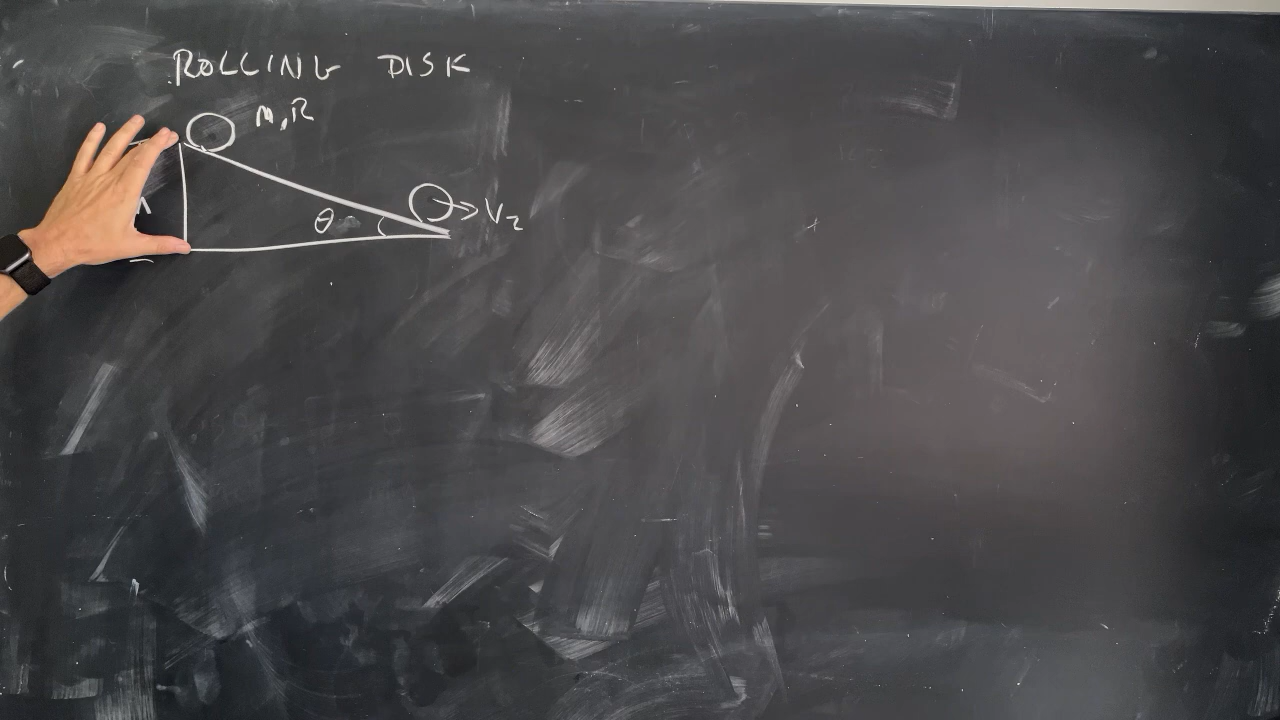 ROLLING DISK
M,R
θ
V₂